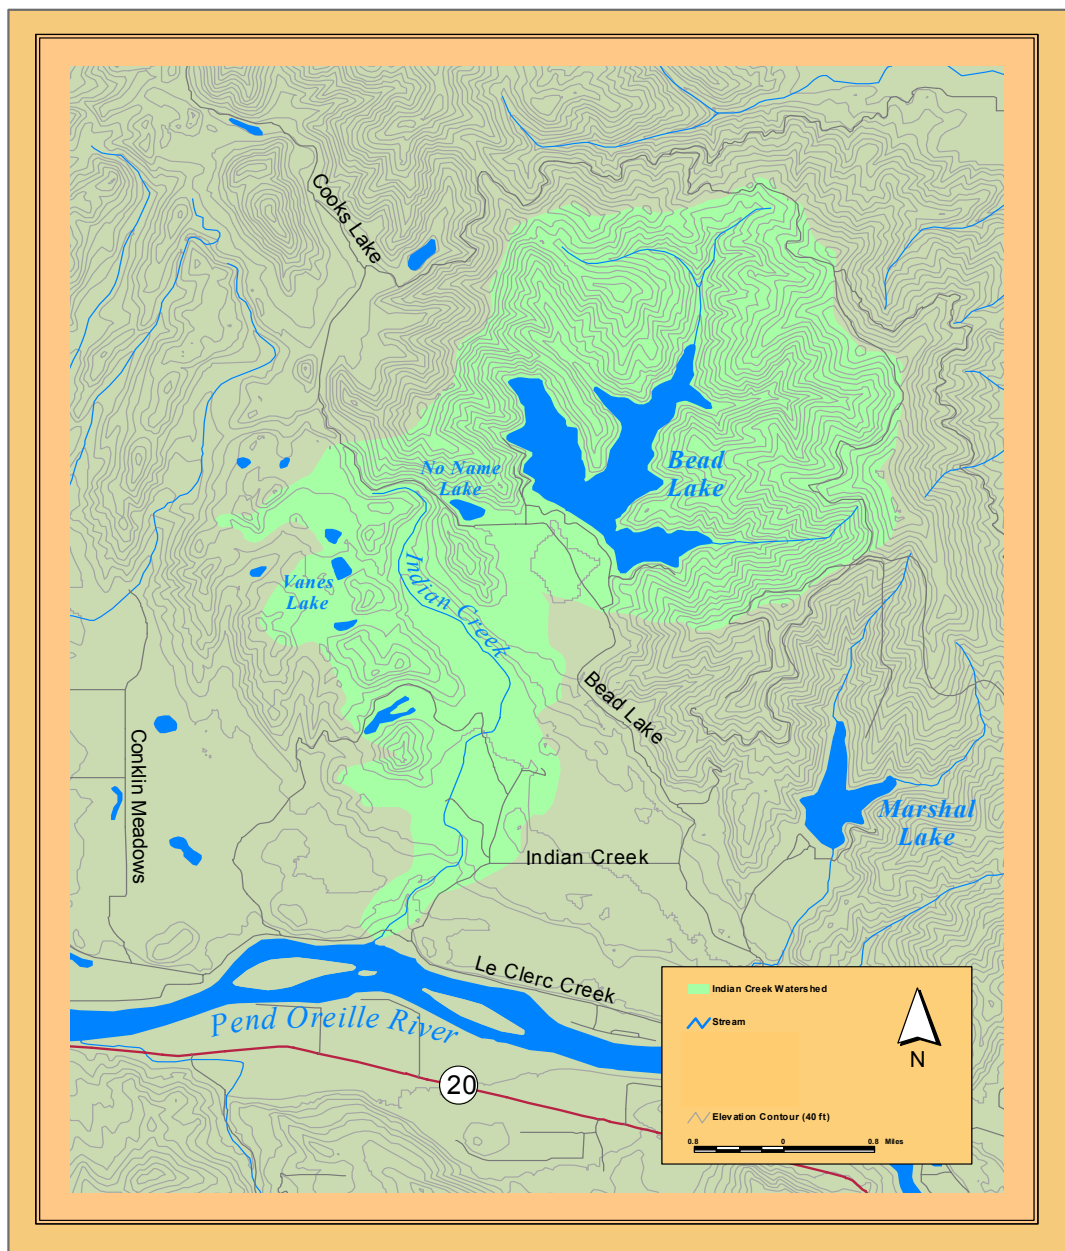 Cooks Lake
No Name
Lake
Bead
Lake
Vanes
Lake
Indian Creek
Bead Lake
Conklin Meadows
Marshal
Lake
Indian Creek
Le Clerc Creek
Pend Oreille River
20
Indian Creek Watershed
Stream
N
Elevation Contour (40 ft)
0.8 0 0.8 Miles